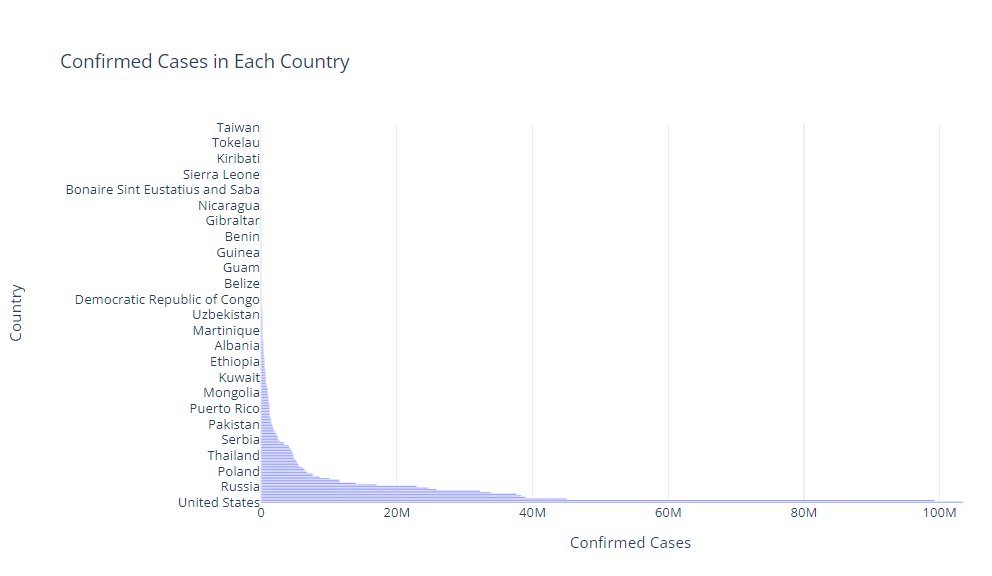 Confirmed Cases in Each Country
Taiwan
Tokelau
Kiribati
Sierra Leone
Bonaire Sint Eustatius and Saba
Nicaragua
Gibraltar
Benin
Guinea
Guam
Belize
Democratic Republic of Congo
Uzbekistan
Martinique
Albania
Ethiopia
Kuwait
Mongolia
Puerto Rico
Pakistan
Serbia
Thailand
Poland
Russia
United States
Country
0 20M 40M 60M 80M 100M
Confirmed Cases